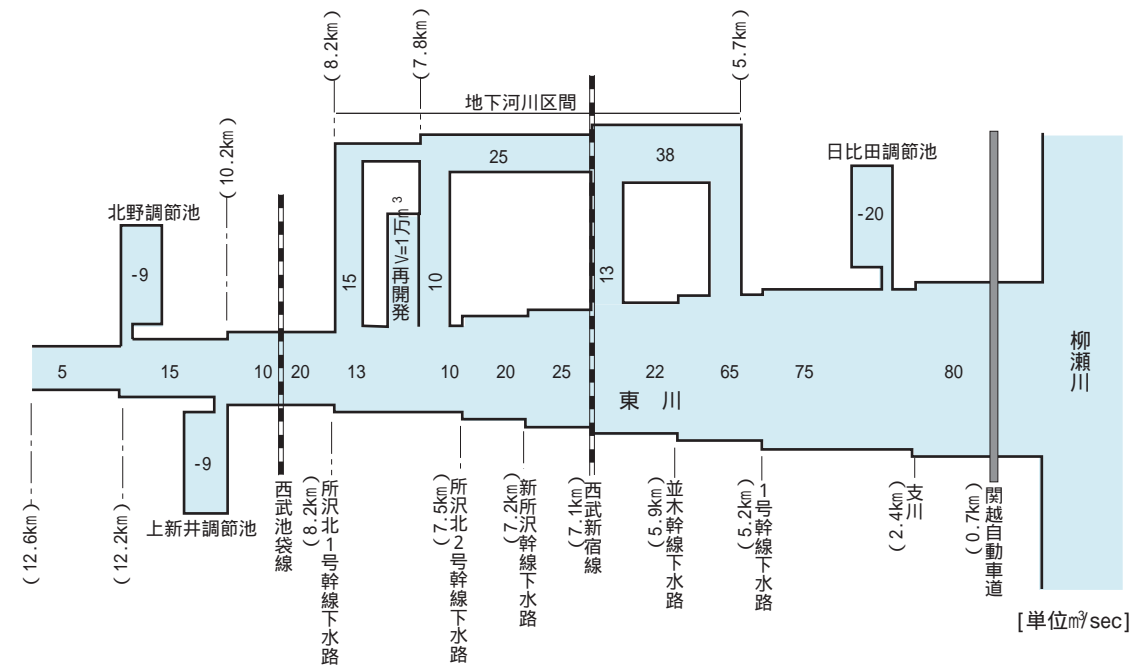 (8.2km)
(7.8km)
(5.7km)
地下河川区間
(10.2km)
25
38
日比田調節池
北野調節池
-20
-9
15
再開発V=1万m³
10
13
5
15
10
20
13
10
20
25
22
65
75
80
柳瀬川
東 川
-9
上新井調節池
(12.6km)
(12.2km)
西武池袋線
(8.2km)
所沢北1号幹線下水路
(7.5km)
所沢北2号幹線下水路
(7.2km)
新所沢幹線下水路
(7.1km)
西武新宿線
(5.9km)
並木幹線下水路
(5.2km)
1号幹線下水路
(2.4km)
支川
(0.7km)
関越自動車道
[単位m³/sec]